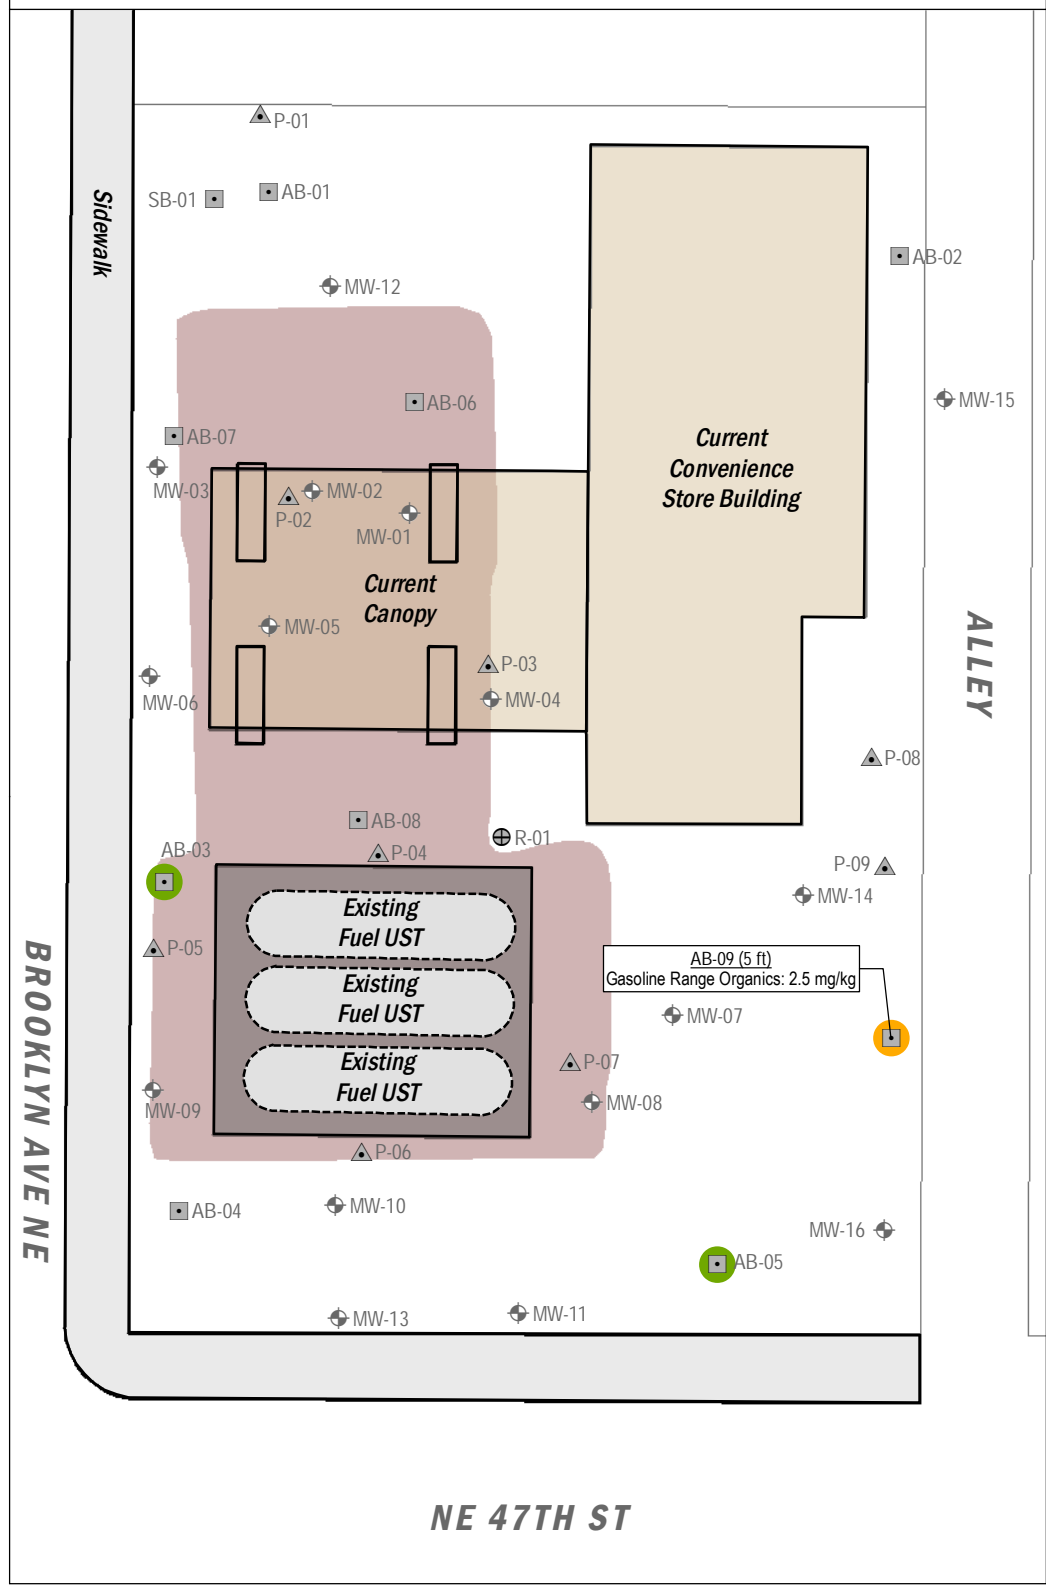 P-01
SB-01
AB-01
Sidewalk
AB-02
MW-12
MW-15
AB-06
AB-07
Current
Convenience
Store Building
MW-03
MW-02
P-02
MW-01
Current
Canopy
MW-05
ALLEY
P-03
MW-06
MW-04
P-08
AB-08
R-01
AB-03
P-04
P-09
MW-14
Existing
Fuel UST
P-05
BROOKLYN AVE NE
AB-09 (5 ft)
Gasoline Range Organics: 2.5 mg/kg
Existing
Fuel UST
MW-07
Existing
Fuel UST
P-07
MW-09
MW-08
P-06
AB-04
MW-10
MW-16
AB-05
MW-13
MW-11
NE 47TH ST